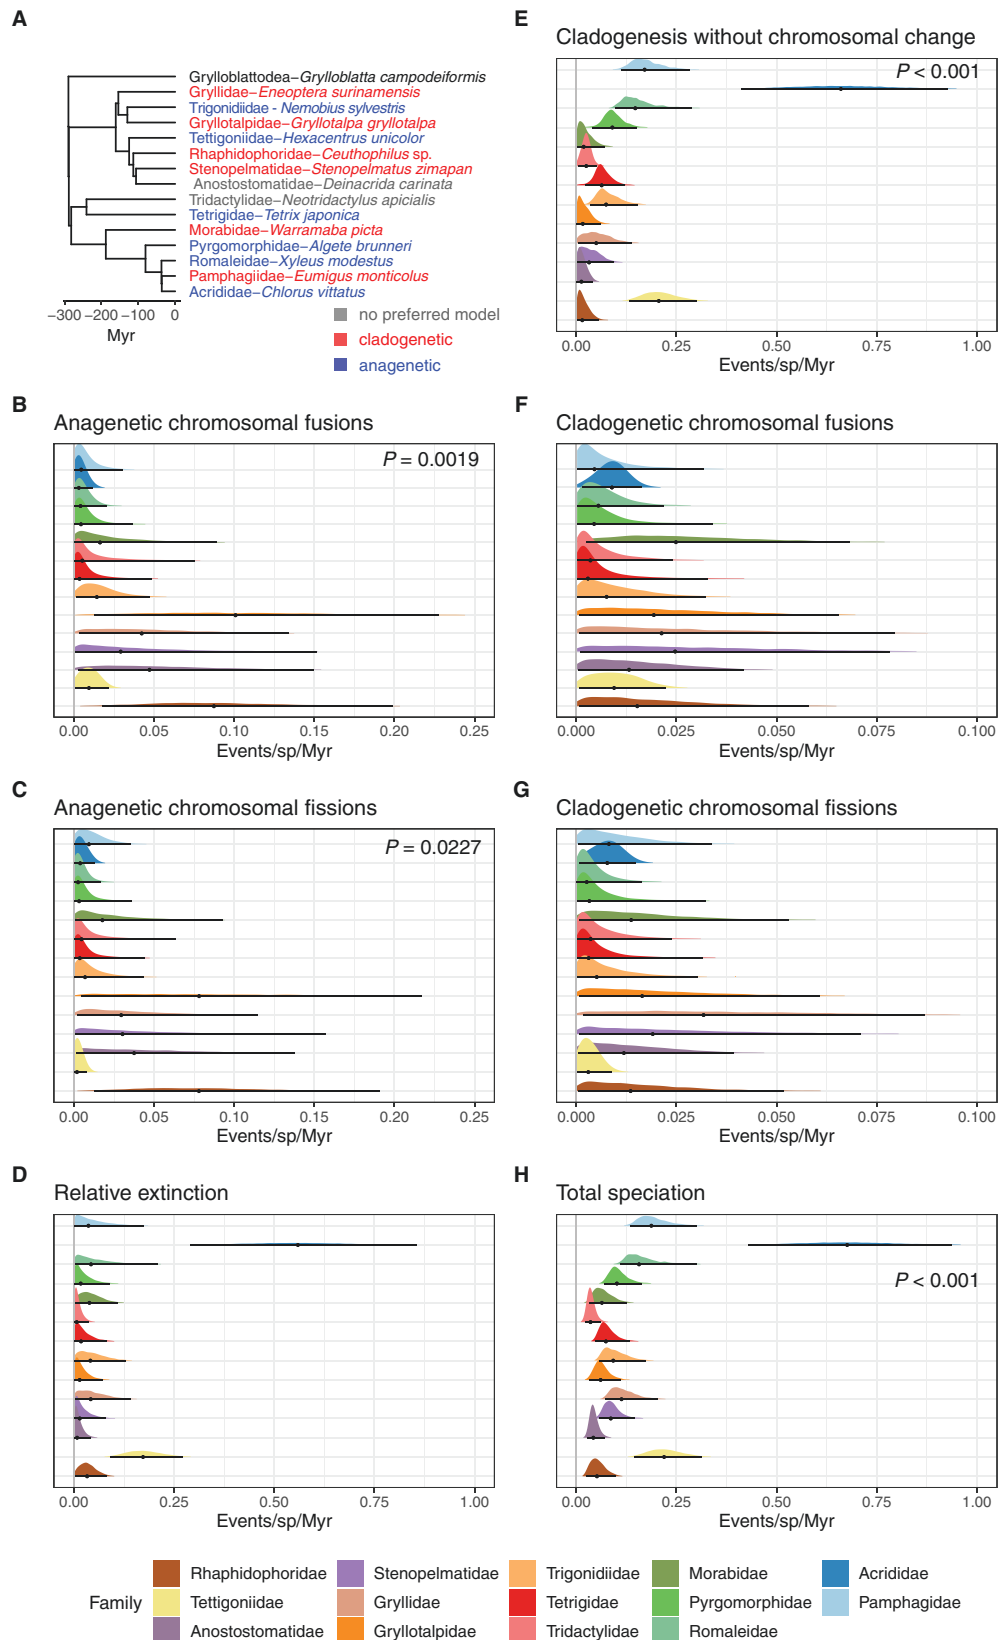 A
Grylloblattodea–Grylloblatta campodeiformis
Gryllidae–Eneoptera surinamensis
Trigonidiidae - Nemobius sylvestris
Gryllotalpidae–Gryllotalpa gryllotalpa
Tettigoniidae–Hexacentrus unicolor
Rhaphidophoridae–Ceuthophilus sp.
Stenopelmatidae–Stenopelmatus zimapan
Anostostomatidae–Deinacrida carinata
Tridactylidae–Neotridactylus apicialis
Tetrigidae–Tetrix japonica
Morabidae–Warramaba picta
Pyrgomorphidae–Algete brunneri
Romaleidae–Xyleus modestus
Pamphagiidae–Eumigus monticolus
Acrididae–Chlorus vittatus
−300 −200 −100 0
Myr
no preferred model
cladogenetic
anagenetic
B
Anagenetic chromosomal fusions
P = 0.0019
0.00 0.05 0.10 0.15 0.20 0.25
Events/sp/Myr
C
Anagenetic chromosomal fissions
P = 0.0227
0.00 0.05 0.10 0.15 0.20 0.25
Events/sp/Myr
D
Relative extinction
0.00 0.25 0.50 0.75 1.00
Events/sp/Myr
E
Cladogenesis without chromosomal change
P < 0.001
0.00 0.25 0.50 0.75 1.00
Events/sp/Myr
F
Cladogenetic chromosomal fusions
0.000 0.025 0.050 0.075 0.100
Events/sp/Myr
G
Cladogenetic chromosomal fissions
0.000 0.025 0.050 0.075 0.100
Events/sp/Myr
H
Total speciation
P < 0.001
0.00 0.25 0.50 0.75 1.00
Events/sp/Myr
Family
Rhaphidophoridae
Tettigoniidae
Anostostomatidae
Stenopelmatidae
Gryllidae
Gryllotalpidae
Trigonidiidae
Tetrigidae
Tridactylidae
Morabidae
Pyrgomorphidae
Romaleidae
Acrididae
Pamphagidae